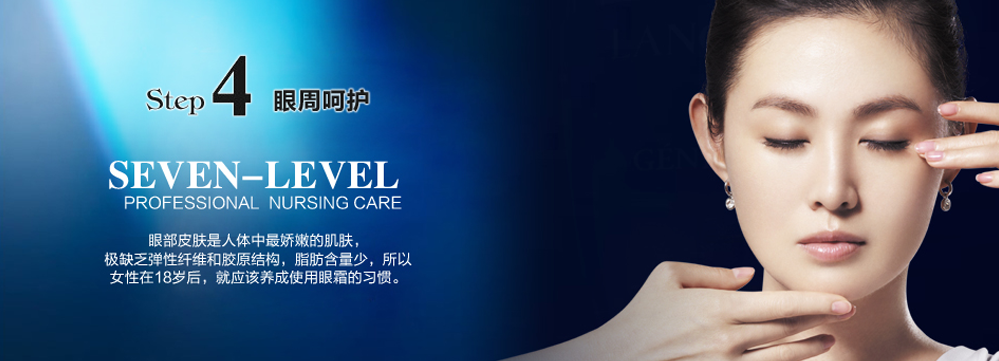 Step 4 眼周呵护
SEVEN-LEVEL
PROFESSIONAL NURSING CARE
眼部皮肤是人体中最娇嫩的肌肤，
极缺乏弹性纤维和胶原结构，脂肪含量少，所以
女性在18岁后，就应该养成使用眼霜的习惯。